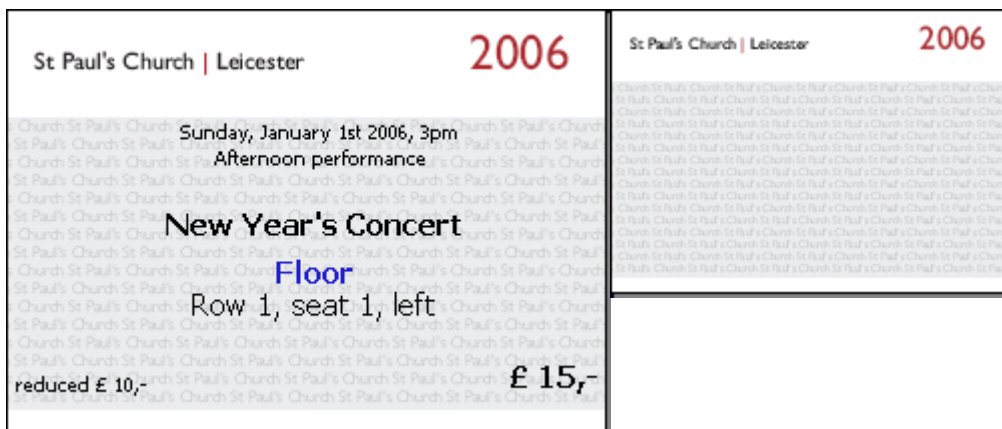 St Paul's Church | Leicester 2006
Sunday, January 1st 2006, 3pm
Afternoon performance
New Year's Concert
Floor
Row 1, seat 1, left
reduced £ 10,- £ 15,-
St Paul's Church | Leicester 2006